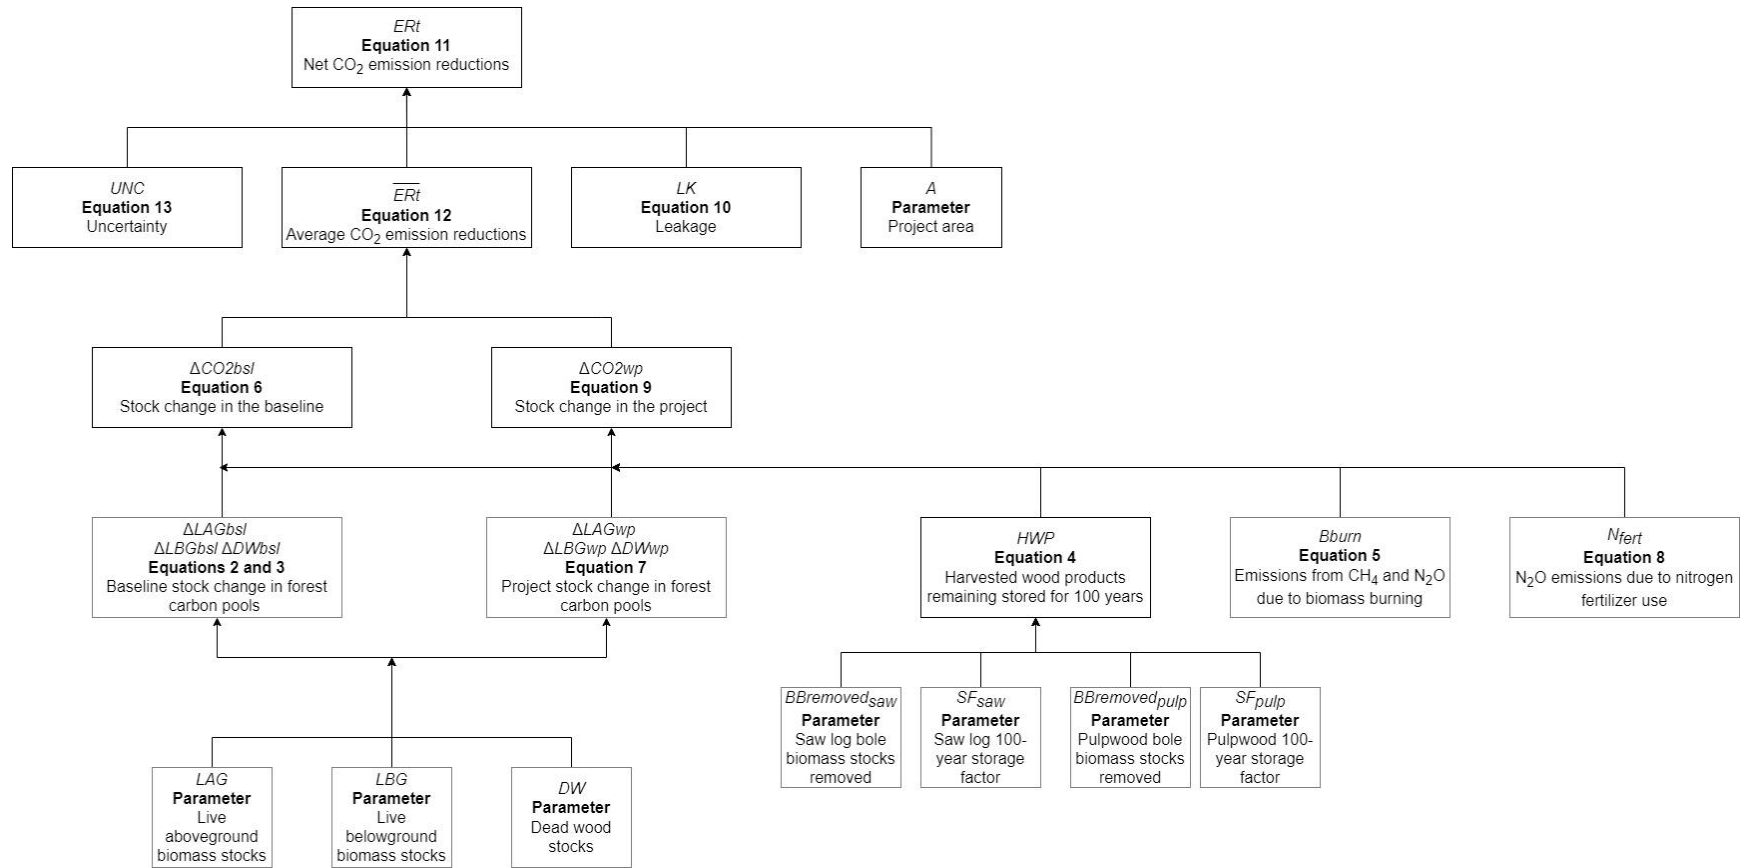 ERt
Equation 11
Net CO2 emission reductions
UNC
Equation 13
Uncertainty
E̅R̅t̅
Equation 12
Average CO2 emission reductions
LK
Equation 10
Leakage
A
Parameter
Project area
ΔCO2bsl
Equation 6
Stock change in the baseline
ΔCO2wp
Equation 9
Stock change in the project
ΔLAGbsl
ΔLBGbsl ΔDWbsl
Equations 2 and 3
Baseline stock change in forest
carbon pools
ΔLAGwp
ΔLBGwp ΔDWwp
Equation 7
Project stock change in forest
carbon pools
HWP
Equation 4
Harvested wood products
remaining stored for 100 years
Bburn
Equation 5
Emissions from CH4 and N2O
due to biomass burning
Nfert
Equation 8
N2O emissions due to nitrogen
fertilizer use
BBremovedsaw
Parameter
Saw log bole
biomass stocks
removed
SFsaw
Parameter
Saw log 100-
year storage
factor
BBremovedpulp
Parameter
Pulpwood bole
biomass stocks
removed
SFpulp
Parameter
Pulpwood 100-
year storage
factor
LAG
Parameter
Live
aboveground
biomass stocks
LBG
Parameter
Live
belowground
biomass stocks
DW
Parameter
Dead wood
stocks